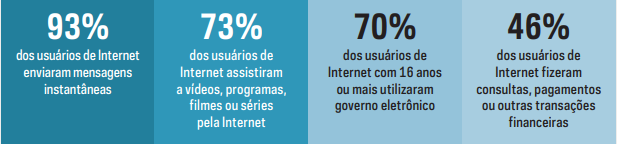 93%
dos usuários de Internet
enviaram mensagens
instantâneas
73%
dos usuários de
Internet assistiram
a vídeos, programas,
filmes ou séries
pela Internet
70%
dos usuários de
Internet com 16 anos
ou mais utilizaram
governo eletrônico
46%
dos usuários de
Internet fizeram
consultas, pagamentos
ou outras transações
financeiras